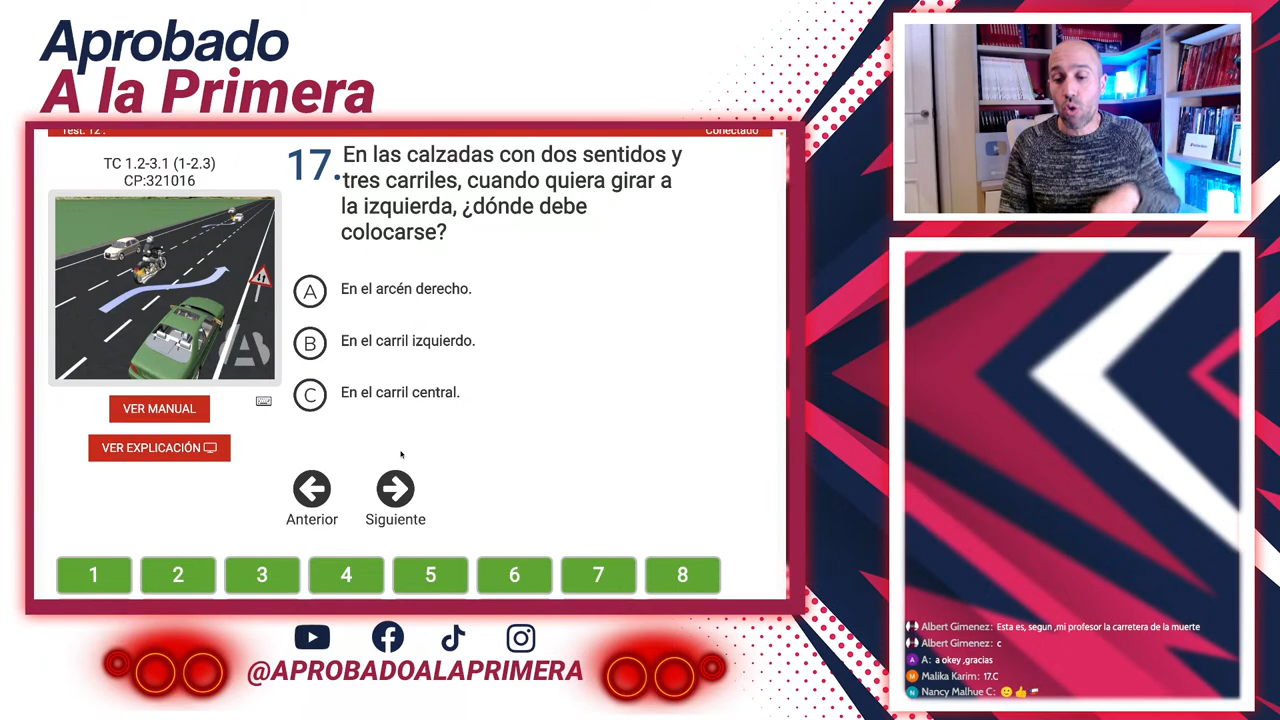 Aprobado
A la Primera
Test: 12 :
Conectado
TC 1.2-3.1 (1-2.3)
CP:321016
17. En las calzadas con dos sentidos y
tres carriles, cuando quiera girar a
la izquierda, ¿dónde debe
colocarse?
A En el arcén derecho.
B En el carril izquierdo.
C En el carril central.
VER MANUAL
VER EXPLICACIÓN
Anterior
Siguiente
1 2 3 4 5 6 7 8
@APROBADOALAPRIMERA
Albert Gimenez: Esta es, segun ,mi profesor la carretera de la muerte
Albert Gimenez: c
A: a okey ,gracias
Malika Karim: 17.C
Nancy Malhue C: 🙂👍